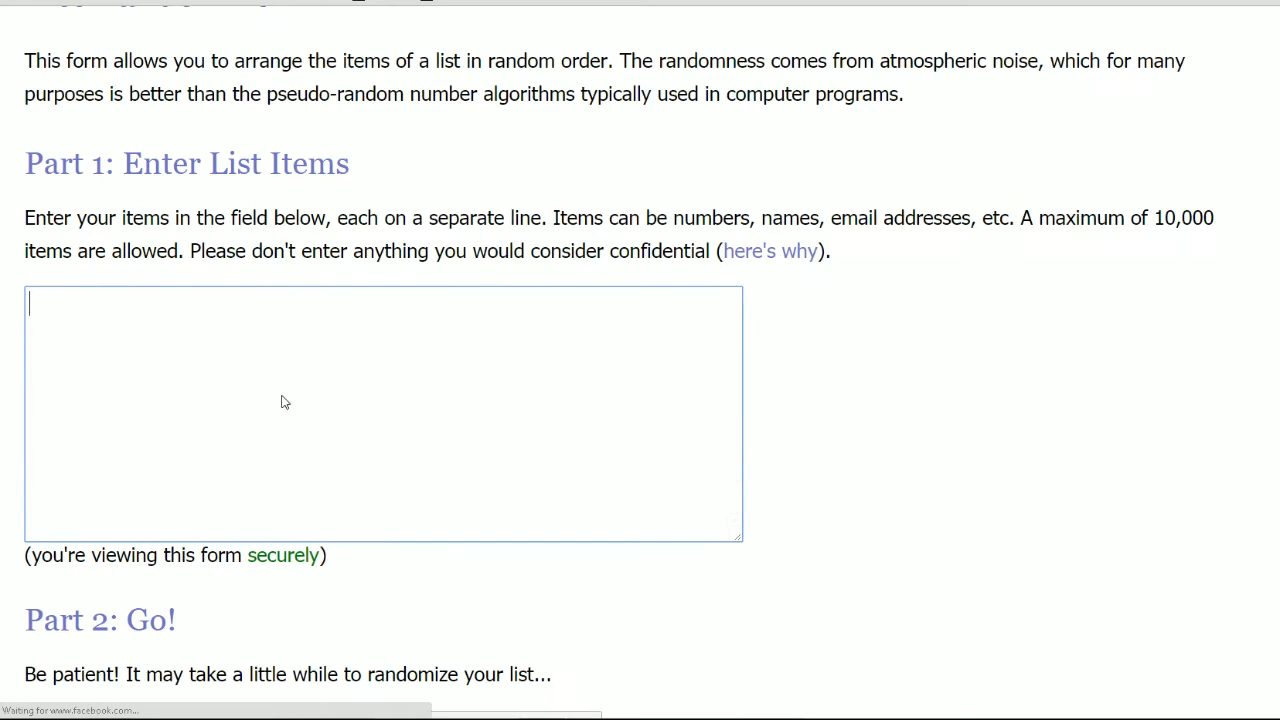 This form allows you to arrange the items of a list in random order. The randomness comes from atmospheric noise, which for many
purposes is better than the pseudo-random number algorithms typically used in computer programs.
Part 1: Enter List Items
Enter your items in the field below, each on a separate line. Items can be numbers, names, email addresses, etc. A maximum of 10,000
items are allowed. Please don't enter anything you would consider confidential (here's why).
(you're viewing this form securely)
Part 2: Go!
Be patient! It may take a little while to randomize your list...
Waiting for www.facebook.com...